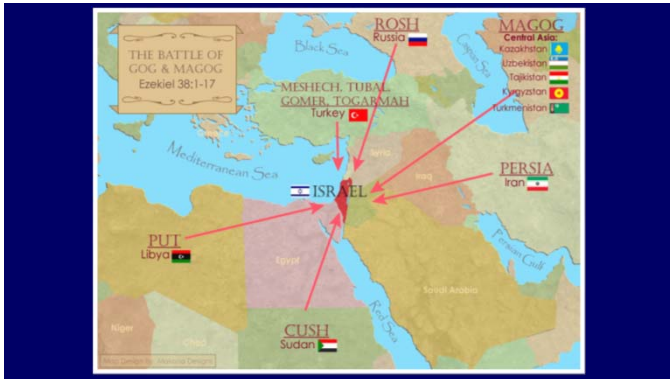 THE BATTLE OF
GOG & MAGOG
Ezekiel 38:1-17
Black Sea
ROSH
Russia
Caspian Sea
MAGOG
Central Asia:
Kazakhstan
Uzbekistan
Tajikistan
Kyrgyzstan
Turkmenistan
MESHECH, TUBAL,
GOMER, TOGARMAH
Turkey
Mediterranean Sea
Syria
Iraq
ISRAEL
PERSIA
Iran
PUT
Libya
Egypt
Persian Gulf
Saudi Arabia
Red Sea
CUSH
Sudan
Niger
Chad